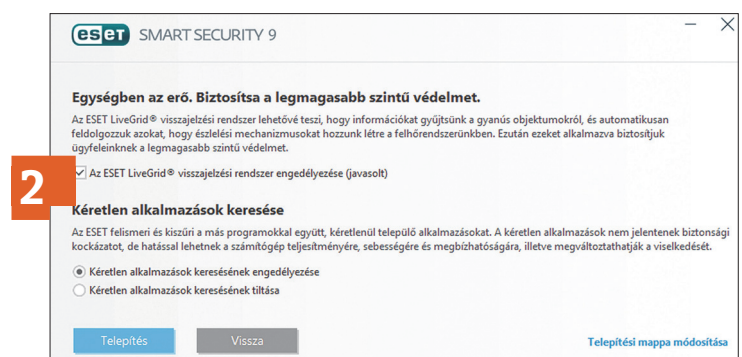 eset SMART SECURITY 9
Egységben az erő. Biztosítsa a legmagasabb szintű védelmet.
Az ESET LiveGrid® visszajelzési rendszer lehetővé teszi, hogy információkat gyűjtsünk a gyanús objektumokról, és automatikusan
feldolgozzuk azokat, hogy észlelési mechanizmusokat hozzunk létre a felhőrendszerünkben. Ezután ezeket alkalmazva biztosítjuk
ügyfeleinknek a legmagasabb szintű védelmet.
2
Az ESET LiveGrid® visszajelzési rendszer engedélyezése (javasolt)
Kéretlen alkalmazások keresése
Az ESET felismeri és kiszűri a más programokkal együtt, kéretlenül települő alkalmazásokat. A kéretlen alkalmazások nem jelentenek biztonsági
kockázatot, de hatással lehetnek a számítógép teljesítményére, sebességére és megbízhatóságára, illetve megváltoztathatják a viselkedését.
Kéretlen alkalmazások keresésének engedélyezése
Kéretlen alkalmazások keresésének tiltása
Telepítés Vissza Telepítési mappa módosítása